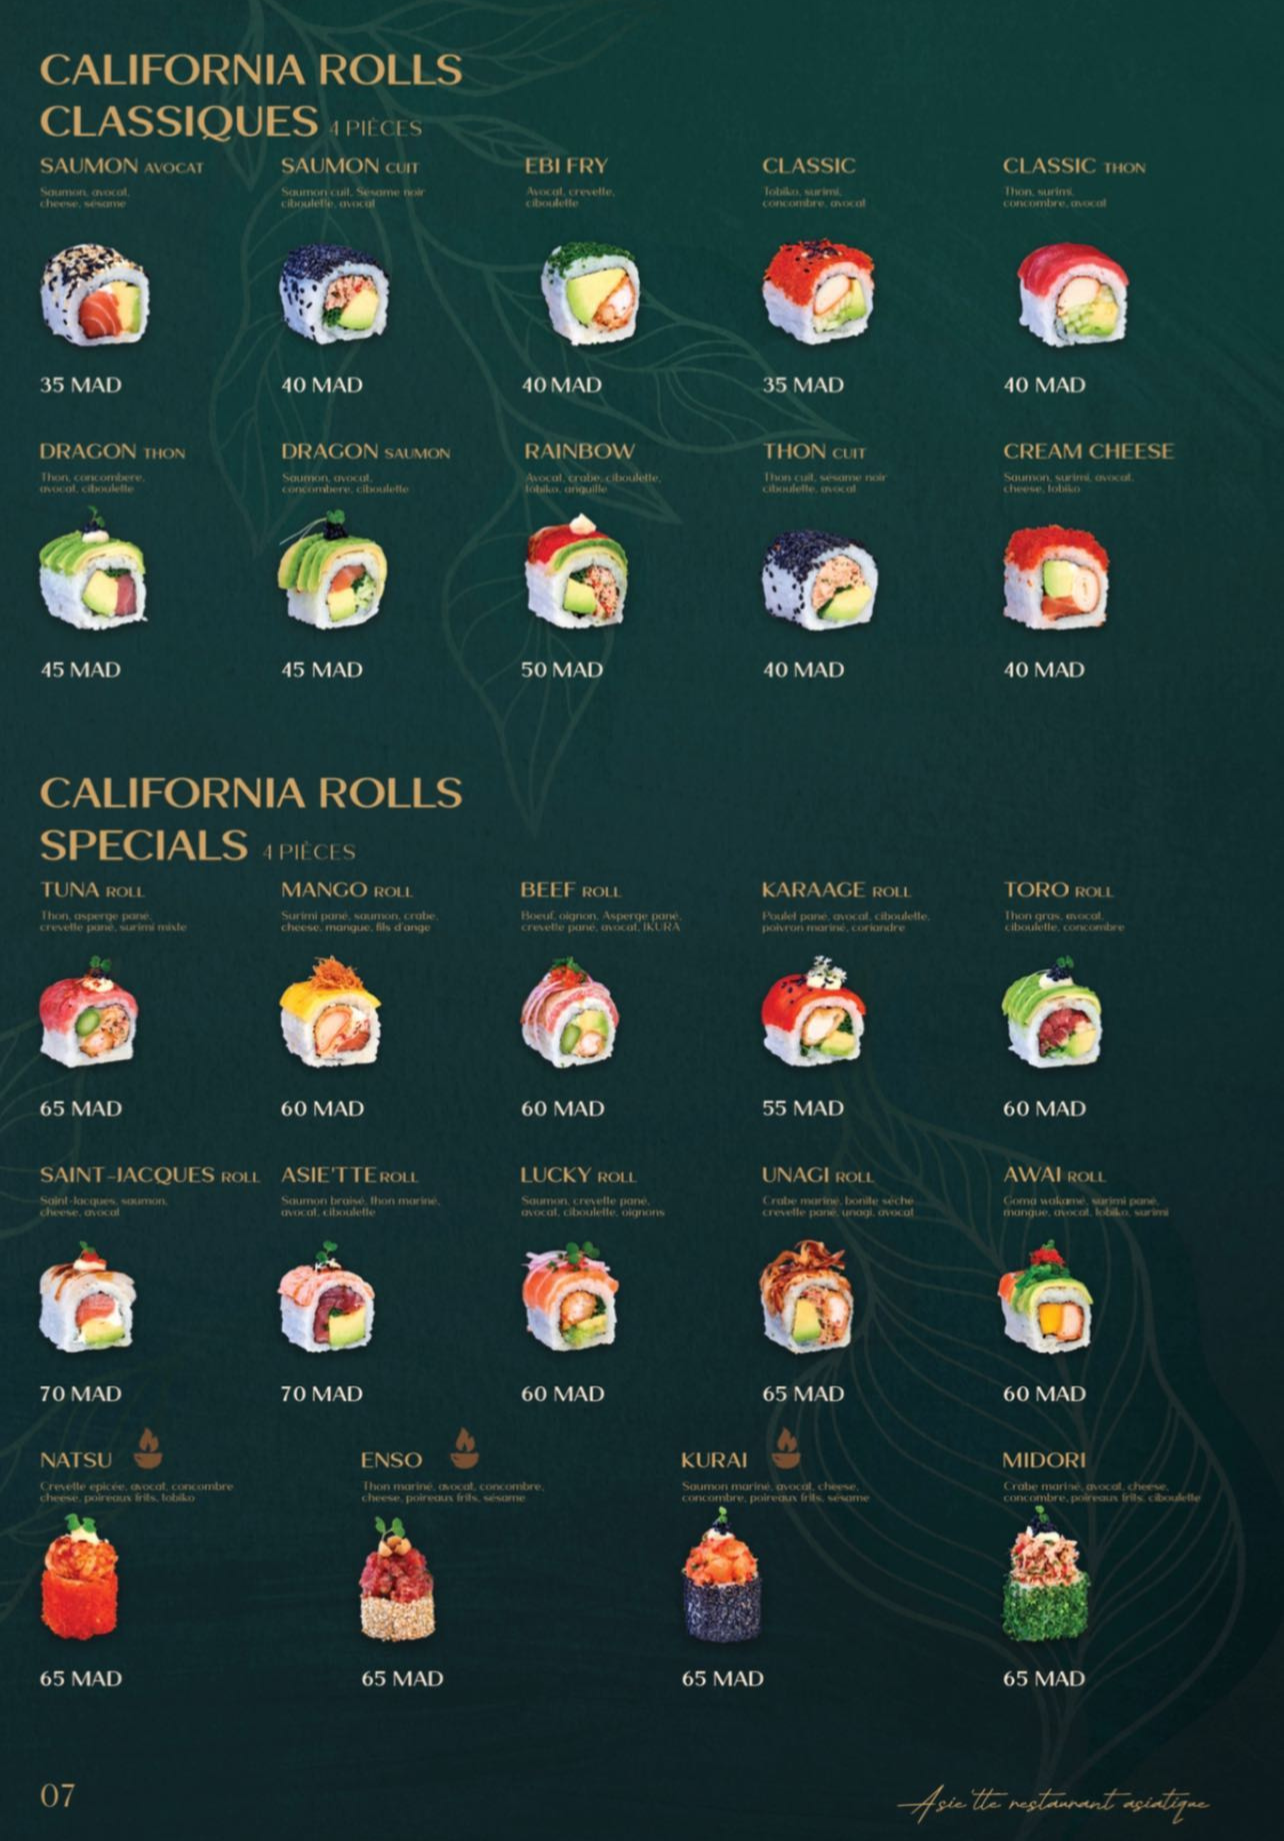 CALIFORNIA ROLLS
CLASSIQUES 4 PIÈCES
SAUMON AVOCAT
Saumon, avocat,
cheese, sésame
35 MAD
SAUMON CUIT
Saumon cuit, Sésame noir
ciboulette, avocat
40 MAD
EBI FRY
Avocat, crevette,
ciboulette
40 MAD
CLASSIC
Tobiko, surimi,
concombre, avocat
35 MAD
CLASSIC THON
Thon, surimi,
concombre, avocat
40 MAD
DRAGON THON
Thon, concombere,
avocat, ciboulette
45 MAD
DRAGON SAUMON
Saumon, avocat,
concombere, ciboulette
45 MAD
RAINBOW
Avocat, crabe, ciboulette,
tobiko, anguille
50 MAD
THON CUIT
Thon cuit, sésame noir
ciboulette, avocat
40 MAD
CREAM CHEESE
Saumon, surimi, avocat,
cheese, tobiko
40 MAD
CALIFORNIA ROLLS
SPECIALS 4 PIÈCES
TUNA ROLL
Thon, asperge pané,
crevette pané, surimi mixte
65 MAD
MANGO ROLL
Surimi pané, saumon, crabe,
cheese, mangue, fils d'ange
60 MAD
BEEF ROLL
Boeuf, oignon, Asperge pané,
crevette pané, avocat, IKURA
60 MAD
KARAAGE ROLL
Poulet pané, avocat, ciboulette,
poivron mariné, coriandre
55 MAD
TORO ROLL
Thon gras, avocat,
ciboulette, concombre
60 MAD
SAINT-JACQUES ROLL
Saint-Jacques, saumon,
cheese, avocat
70 MAD
ASIE'TTE ROLL
Saumon braisé, thon mariné,
avocat, ciboulette
70 MAD
LUCKY ROLL
Saumon, crevette pané,
avocat, ciboulette, oignons
60 MAD
UNAGI ROLL
Crabe mariné, bonite séché
crevette pané, unagi, avocat
65 MAD
AWAI ROLL
Goma wakamé, surimi pané,
mangue, avocat, tobiko, surimi
60 MAD
NATSU
Crevette epicée, avocat, concombre
cheese, poireaux frits, tobiko
65 MAD
ENSO
Thon mariné, avocat, concombre,
cheese, poireaux frits, sésame
65 MAD
KURAI
Saumon mariné, avocat, cheese,
concombre, poireaux frits, sésame
65 MAD
MIDORI
Crabe mariné, avocat, cheese,
concombre, poireaux frits, ciboulette
65 MAD
07
Asie'tte restaurant asiatique